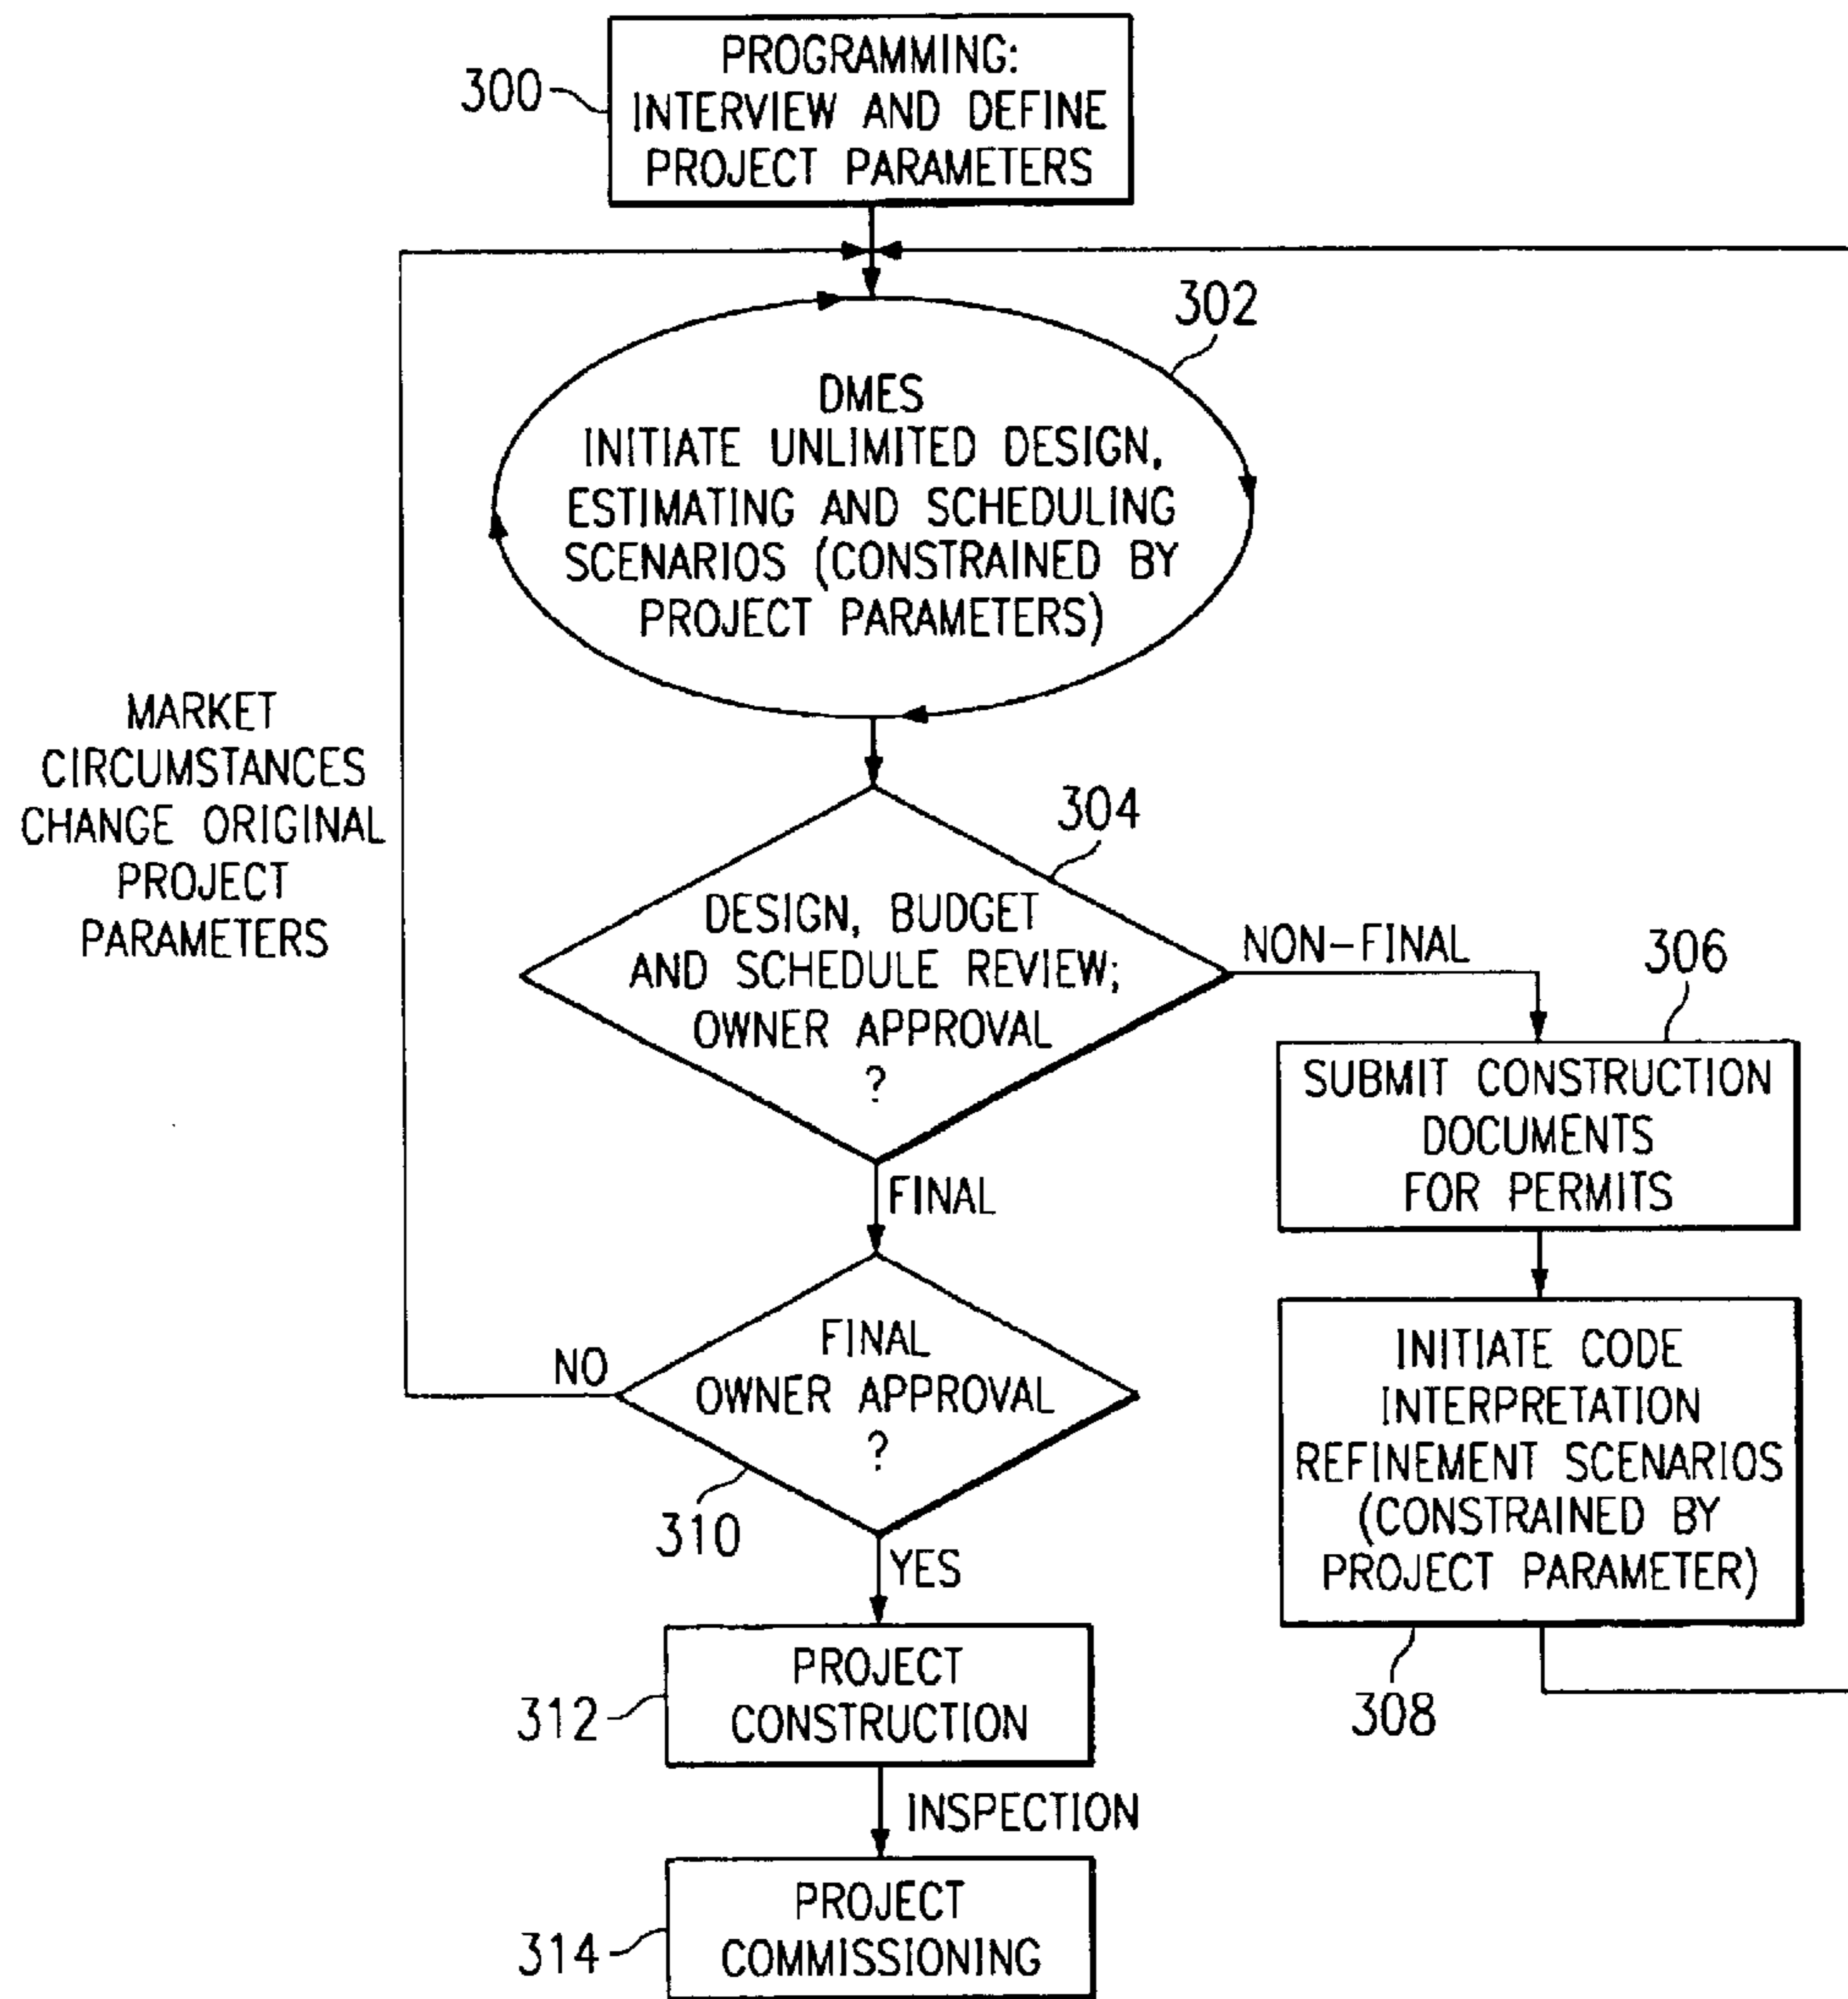 PROGRAMMING:
INTERVIEW AND DEFINE
PROJECT PARAMETERS
300
302
DMES
INITIATE UNLIMITED DESIGN,
ESTIMATING AND SCHEDULING
SCENARIOS (CONSTRAINED BY
PROJECT PARAMETERS)
MARKET
CIRCUMSTANCES
CHANGE ORIGINAL
PROJECT
PARAMETERS
304
DESIGN, BUDGET
AND SCHEDULE REVIEW;
OWNER APPROVAL
?
NON-FINAL
306
SUBMIT CONSTRUCTION
DOCUMENTS
FOR PERMITS
FINAL
INITIATE CODE
INTERPRETATION
REFINEMENT SCENARIOS
(CONSTRAINED BY
PROJECT PARAMETER)
308
NO
FINAL
OWNER APPROVAL
?
310
YES
PROJECT
CONSTRUCTION
312
INSPECTION
PROJECT
COMMISSIONING
314